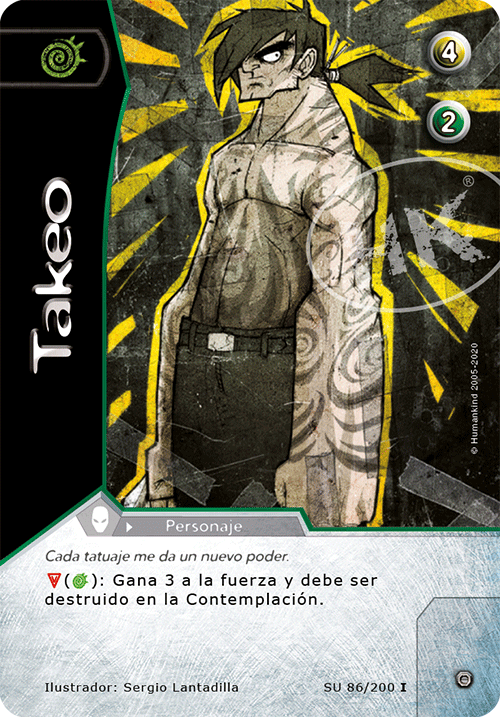 4
2
Takeo
HK®
© Humankind 2005-2020
Personaje
Cada tatuaje me da un nuevo poder.
( ): Gana 3 a la fuerza y debe ser
destruido en la Contemplación.
Ilustrador: Sergio Lantadilla
SU 86/200 I